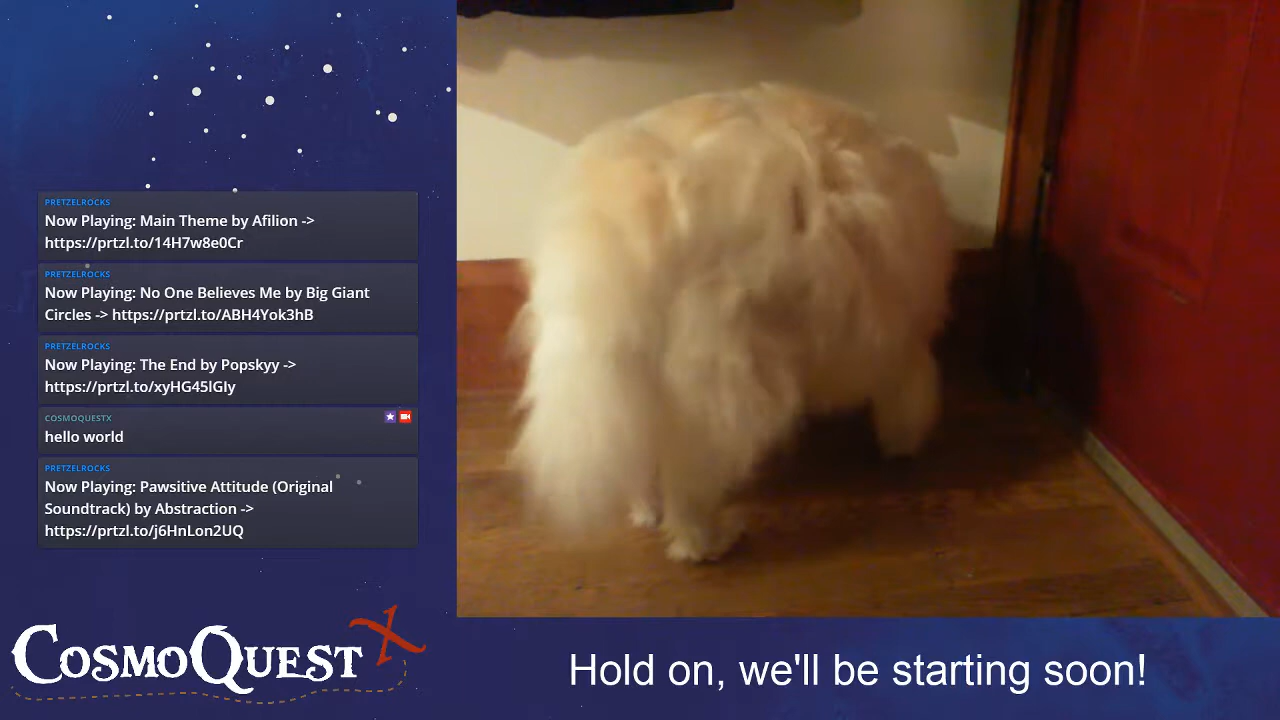 PRETZELROCKS
Now Playing: Main Theme by Afilion ->
https://prtzl.to/14H7w8e0Cr
PRETZELROCKS
Now Playing: No One Believes Me by Big Giant
Circles -> https://prtzl.to/ABH4Yok3hB
PRETZELROCKS
Now Playing: The End by Popskyy ->
https://prtzl.to/xyHG45lGIy
COSMOQUESTX
hello world
PRETZELROCKS
Now Playing: Pawsitive Attitude (Original
Soundtrack) by Abstraction ->
https://prtzl.to/j6HnLon2UQ
COSMOQUEST X
Hold on, we'll be starting soon!